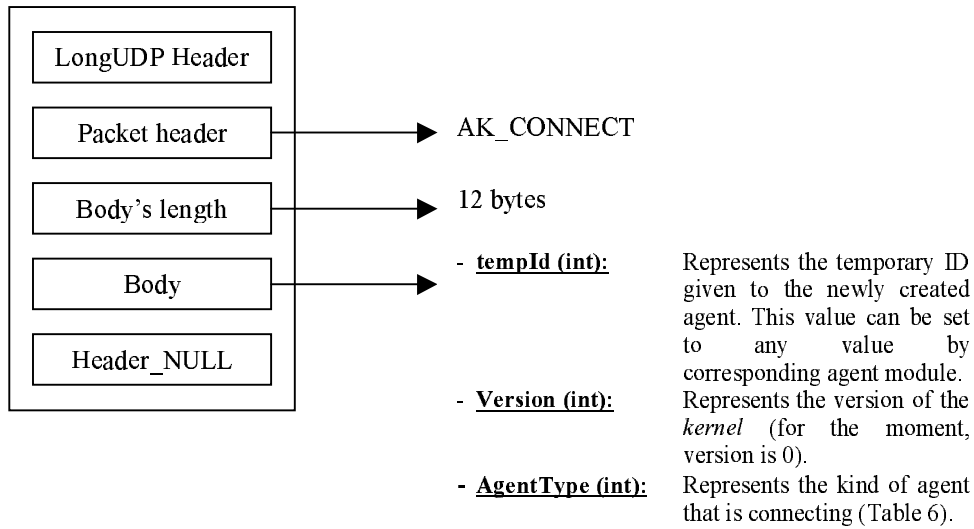 LongUDP Header
Packet header
AK_CONNECT
Body's length
12 bytes
Body
Header_NULL
- tempId (int):
Represents the temporary ID
given to the newly created
agent. This value can be set
to any value by
corresponding agent module.
- Version (int):
Represents the version of the
kernel (for the moment,
version is 0).
- AgentType (int):
Represents the kind of agent
that is connecting (Table 6).